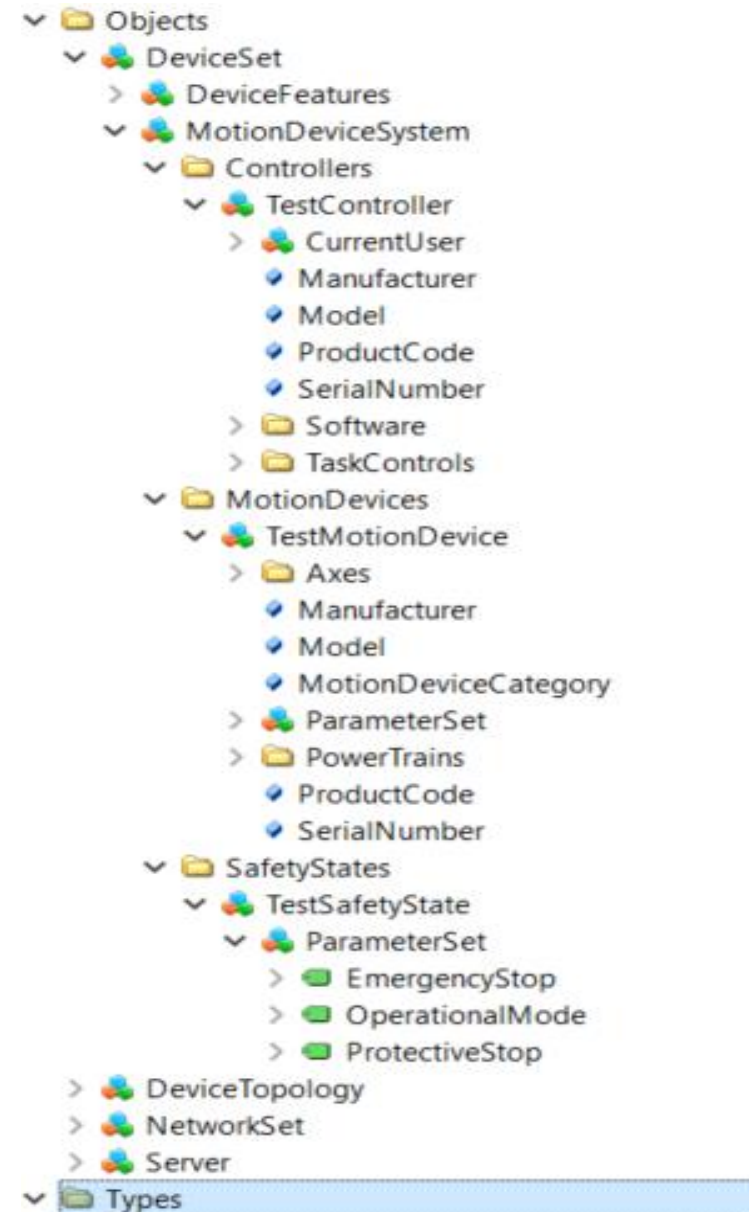 Objects
DeviceSet
DeviceFeatures
MotionDeviceSystem
Controllers
TestController
CurrentUser
Manufacturer
Model
ProductCode
SerialNumber
Software
TaskControls
MotionDevices
TestMotionDevice
Axes
Manufacturer
Model
MotionDeviceCategory
ParameterSet
PowerTrains
ProductCode
SerialNumber
SafetyStates
TestSafetyState
ParameterSet
EmergencyStop
OperationalMode
ProtectiveStop
DeviceTopology
NetworkSet
Server
Types